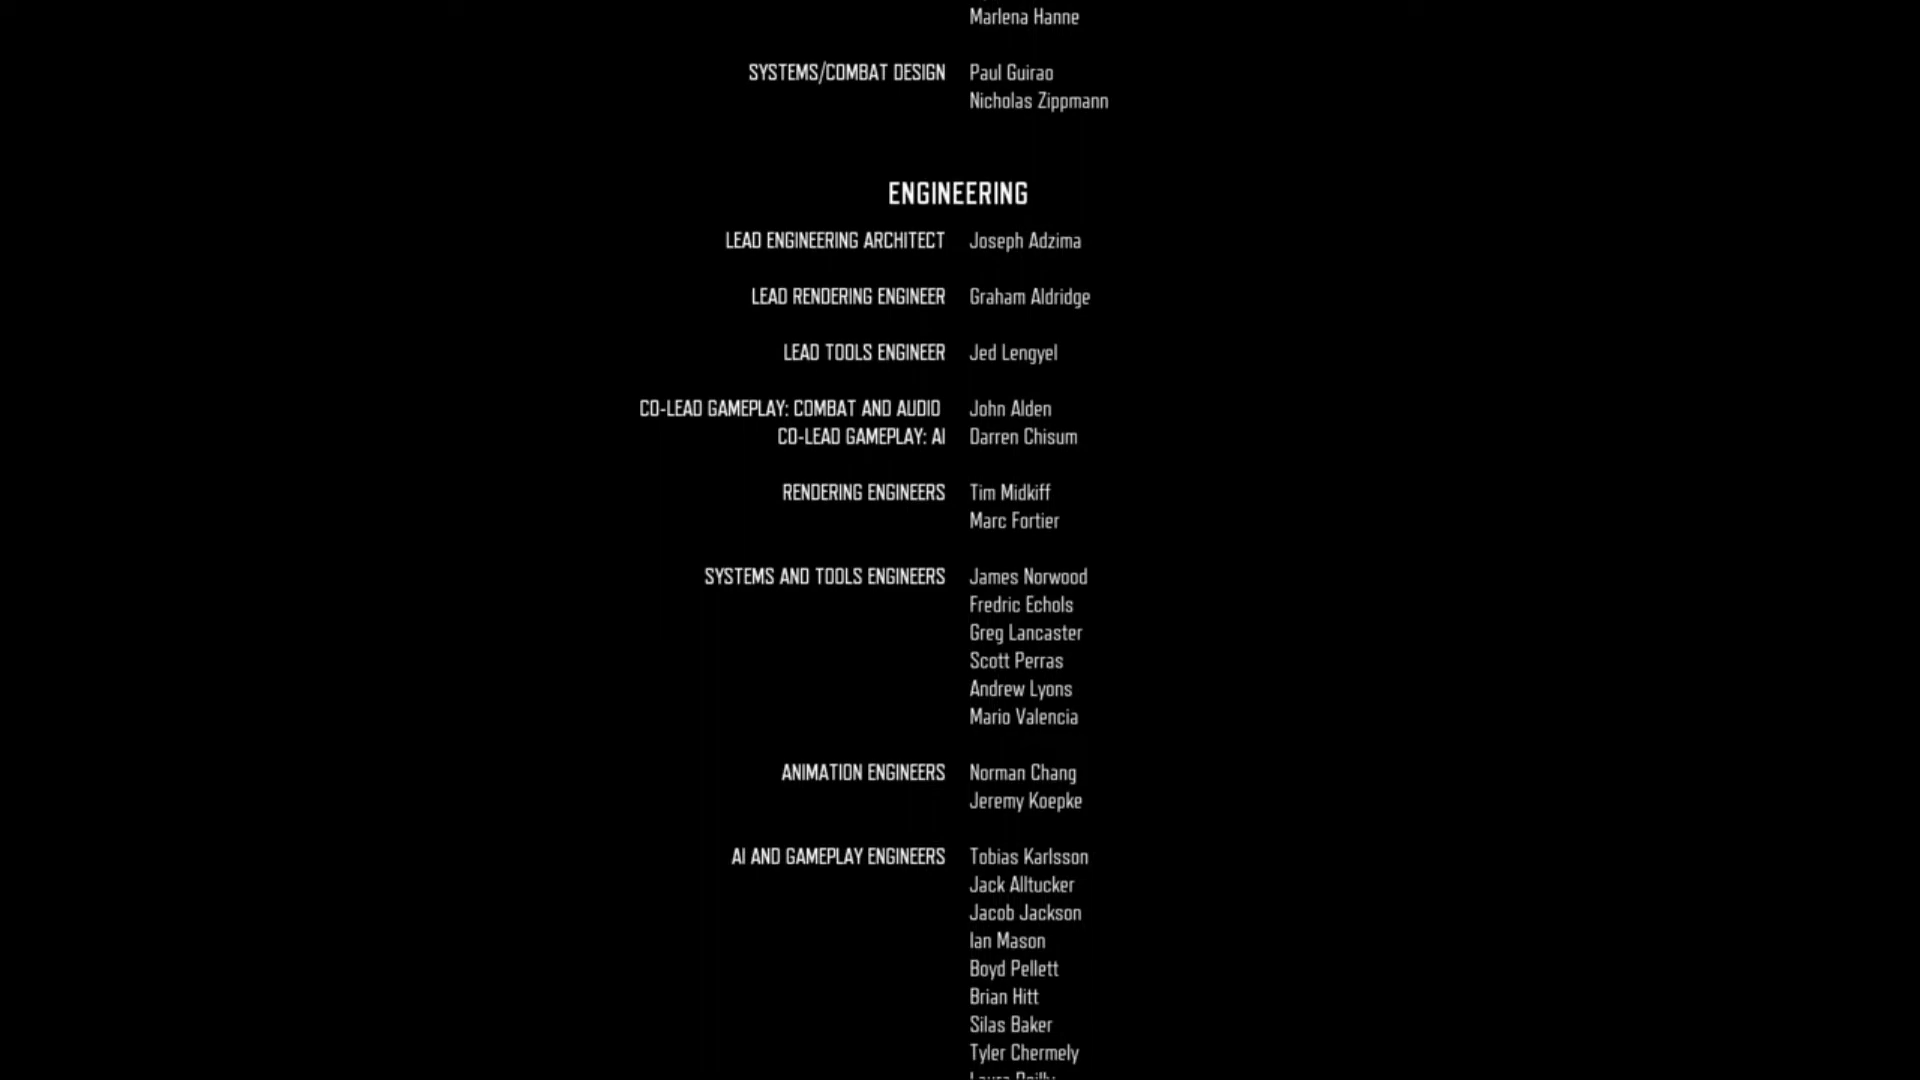 Marlena Hanne
SYSTEMS/COMBAT DESIGN Paul Guirao
Nicholas Zippmann
ENGINEERING
LEAD ENGINEERING ARCHITECT Joseph Adzima
LEAD RENDERING ENGINEER Graham Aldridge
LEAD TOOLS ENGINEER Jed Lengyel
CO-LEAD GAMEPLAY: COMBAT AND AUDIO John Alden
CO-LEAD GAMEPLAY: AI Darren Chisum
RENDERING ENGINEERS Tim Midkiff
Marc Fortier
SYSTEMS AND TOOLS ENGINEERS James Norwood
Fredric Echols
Greg Lancaster
Scott Perras
Andrew Lyons
Mario Valencia
ANIMATION ENGINEERS Norman Chang
Jeremy Koepke
AI AND GAMEPLAY ENGINEERS Tobias Karlsson
Jack Alltucker
Jacob Jackson
Ian Mason
Boyd Pellett
Brian Hitt
Silas Baker
Tyler Chermely